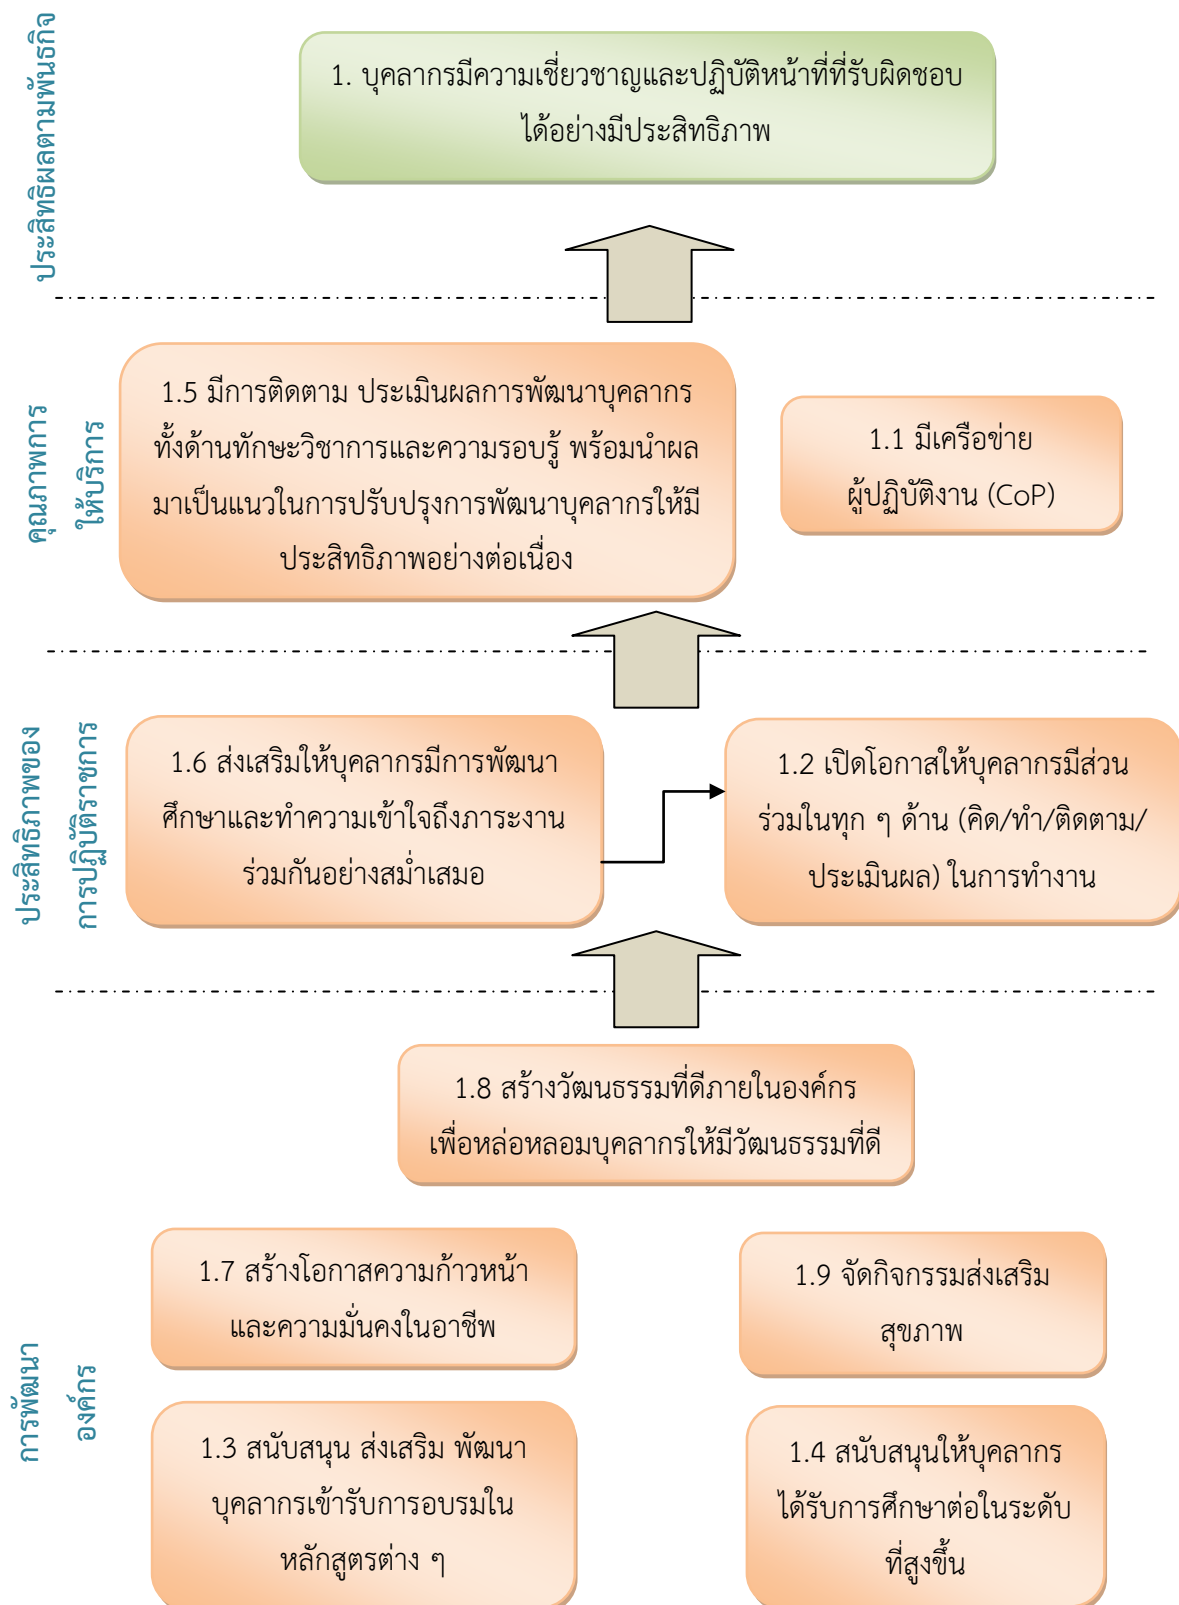 ประสิทธิผลตามพันธกิจ
1. บุคลากรมีความเชี่ยวชาญและปฏิบัติหน้าที่ที่รับผิดชอบ
ได้อย่างมีประสิทธิภาพ
คุณภาพการ
ให้บริการ
1.5 มีการติดตาม ประเมินผลการพัฒนาบุคลากร
ทั้งด้านทักษะวิชาการและความรอบรู้ พร้อมนำผล
มาเป็นแนวในการปรับปรุงการพัฒนาบุคลากรให้มี
ประสิทธิภาพอย่างต่อเนื่อง
1.1 มีเครือข่าย
ผู้ปฏิบัติงาน (CoP)
ประสิทธิภาพของ
การปฏิบัติราชการ
1.6 ส่งเสริมให้บุคลากรมีการพัฒนา
ศึกษาและทำความเข้าใจถึงภาระงาน
ร่วมกันอย่างสม่ำเสมอ
1.2 เปิดโอกาสให้บุคลากรมีส่วน
ร่วมในทุก ๆ ด้าน (คิด/ทำ/ติดตาม/
ประเมินผล) ในการทำงาน
การพัฒนา
องค์กร
1.8 สร้างวัฒนธรรมที่ดีภายในองค์กร
เพื่อหล่อหลอมบุคลากรให้มีวัฒนธรรมที่ดี
1.7 สร้างโอกาสความก้าวหน้า
และความมั่นคงในอาชีพ
1.9 จัดกิจกรรมส่งเสริม
สุขภาพ
1.3 สนับสนุน ส่งเสริม พัฒนา
บุคลากรเข้ารับการอบรมใน
หลักสูตรต่าง ๆ
1.4 สนับสนุนให้บุคลากร
ได้รับการศึกษาต่อในระดับ
ที่สูงขึ้น